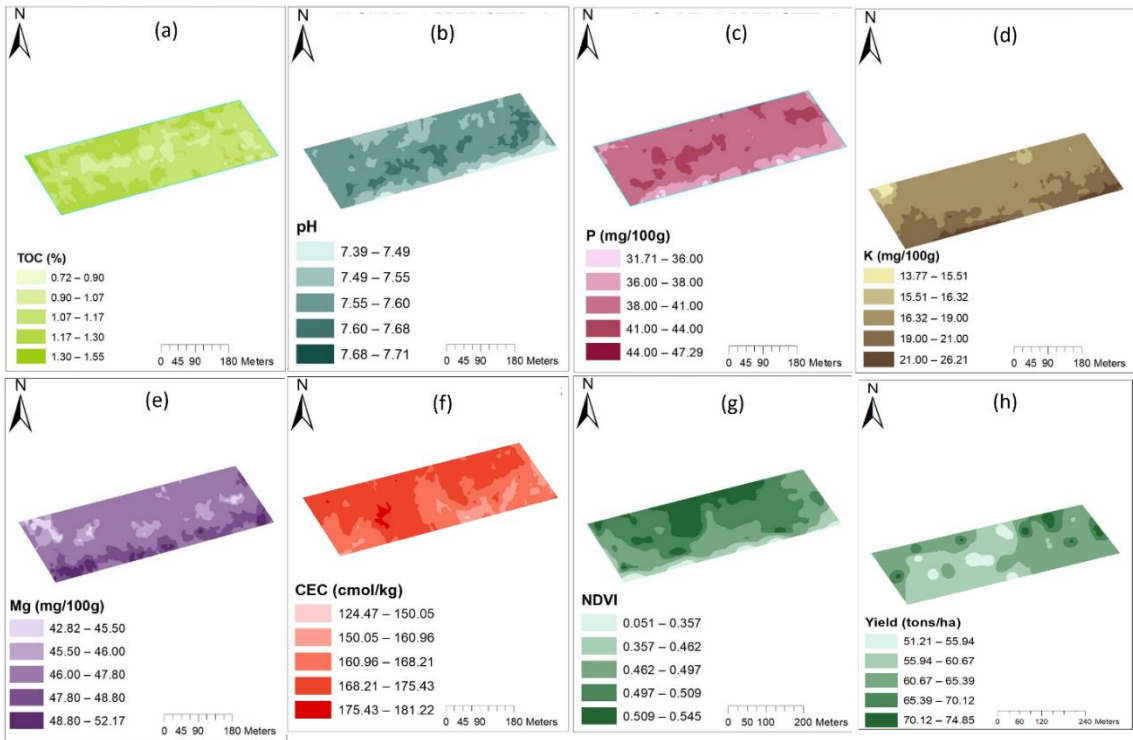 N
(a)
TOC (%)
0.72 – 0.90
0.90 – 1.07
1.07 – 1.17
1.17 – 1.30
1.30 – 1.55
0 45 90 180 Meters
N
(b)
pH
7.39 – 7.49
7.49 – 7.55
7.55 – 7.60
7.60 – 7.68
7.68 – 7.71
0 45 90 180 Meters
N
(c)
P (mg/100g)
31.71 – 36.00
36.00 – 38.00
38.00 – 41.00
41.00 – 44.00
44.00 – 47.29
0 45 90 180 Meters
N
(d)
K (mg/100g)
13.77 – 15.51
15.51 – 16.32
16.32 – 19.00
19.00 – 21.00
21.00 – 26.21
0 45 90 180 Meters
N
(e)
Mg (mg/100g)
42.82 – 45.50
45.50 – 46.00
46.00 – 47.80
47.80 – 48.80
48.80 – 52.17
0 45 90 180 Meters
N
(f)
CEC (cmol/kg)
124.47 – 150.05
150.05 – 160.96
160.96 – 168.21
168.21 – 175.43
175.43 – 181.22
0 45 90 180 Meters
N
(g)
NDVI
0.051 – 0.357
0.357 – 0.462
0.462 – 0.497
0.497 – 0.509
0.509 – 0.545
0 50 100 200 Meters
N
(h)
Yield (tons/ha)
51.21 – 55.94
55.94 – 60.67
60.67 – 65.39
65.39 – 70.12
70.12 – 74.85
0 60 120 240 Meters